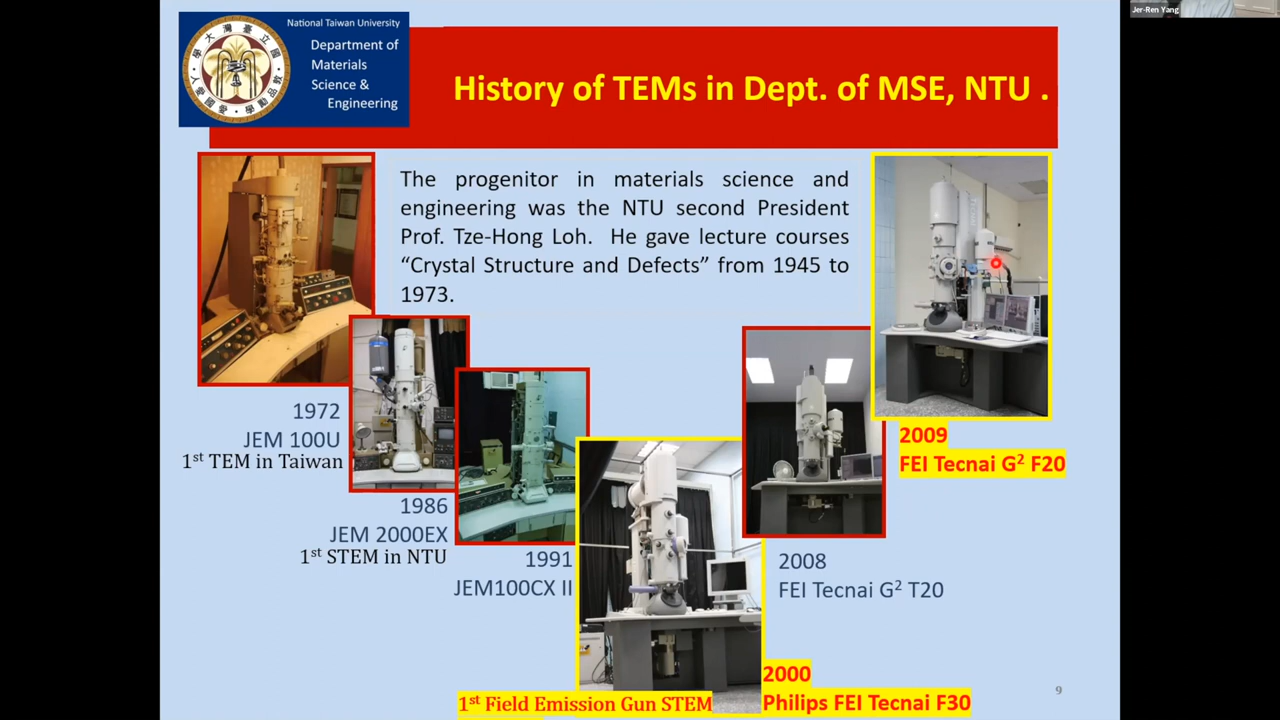 Jer-Ren Yang
National Taiwan University
Department of
Materials
Science &
Engineering
History of TEMs in Dept. of MSE, NTU .
The progenitor in materials science and
engineering was the NTU second President
Prof. Tze-Hong Loh. He gave lecture courses
“Crystal Structure and Defects” from 1945 to
1973.
1972
JEM 100U
1st TEM in Taiwan
1986
JEM 2000EX
1st STEM in NTU
1991
JEM100CX II
1st Field Emission Gun STEM
2000
Philips FEI Tecnai F30
2008
FEI Tecnai G² T20
2009
FEI Tecnai G² F20
9